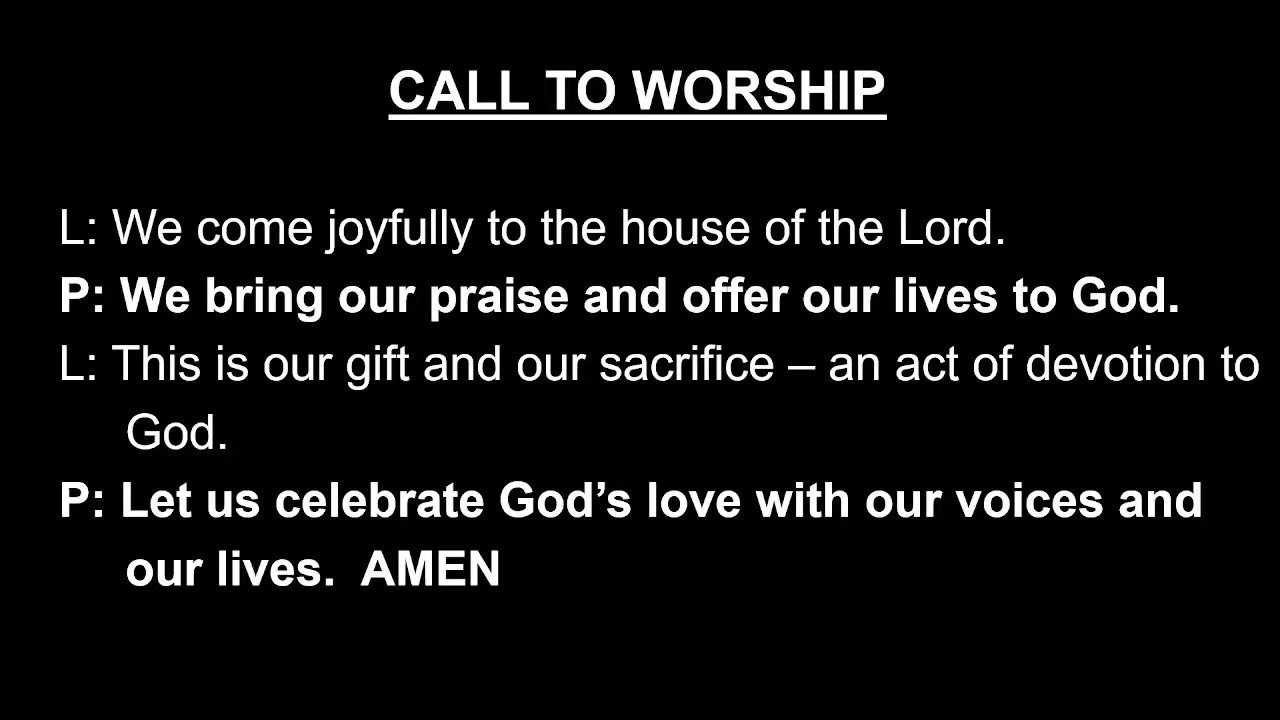 CALL TO WORSHIP
L: We come joyfully to the house of the Lord.
P: We bring our praise and offer our lives to God.
L: This is our gift and our sacrifice – an act of devotion to
God.
P: Let us celebrate God’s love with our voices and
our lives.  AMEN